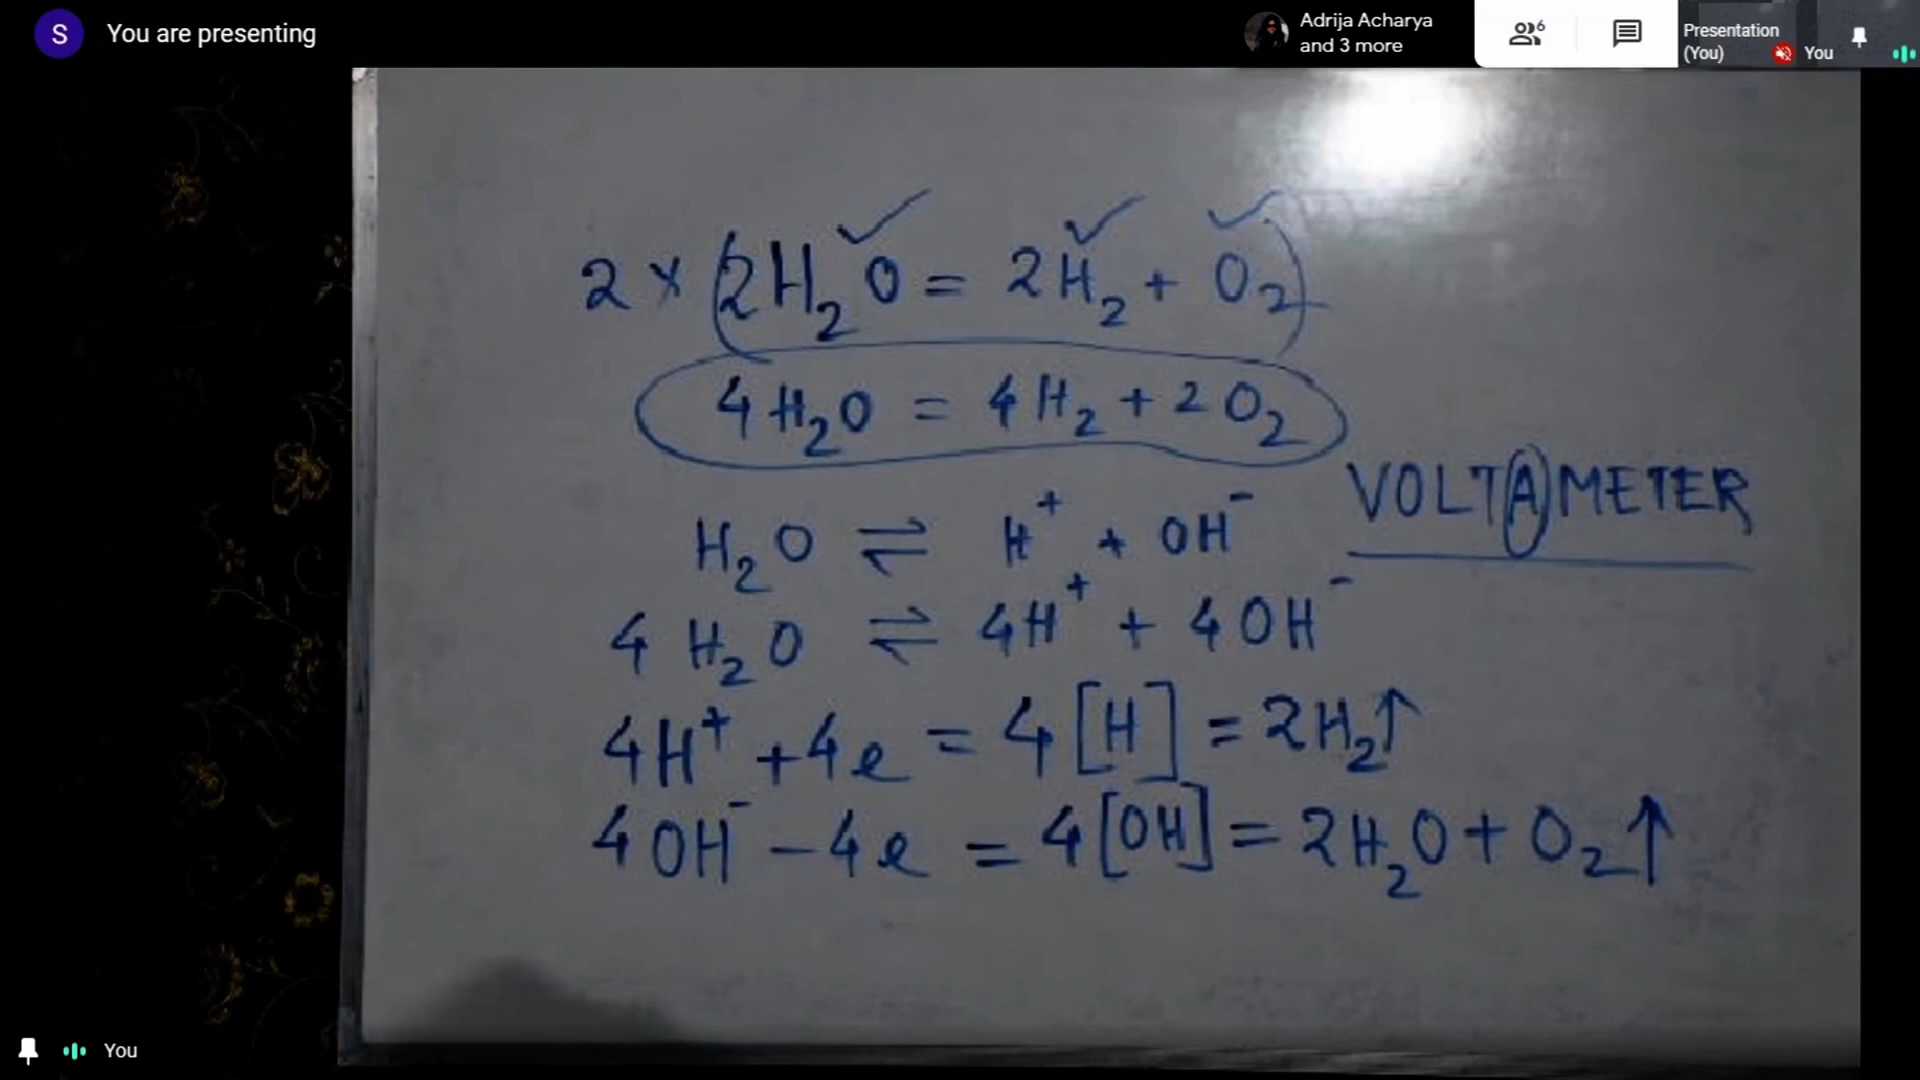 S
You are presenting
Adrija Acharya
and 3 more
6
Presentation
(You)
You
2 × (2H₂O = 2H₂ + O₂)
4H₂O = 4H₂ + 2O₂
VOLTAMETER
H₂O ⇌ H⁺ + OH⁻
4H₂O ⇌ 4H⁺ + 4OH⁻
4H⁺ + 4e = 4[H] = 2H₂↑
4OH⁻ − 4e = 4[OH] = 2H₂O + O₂↑
You